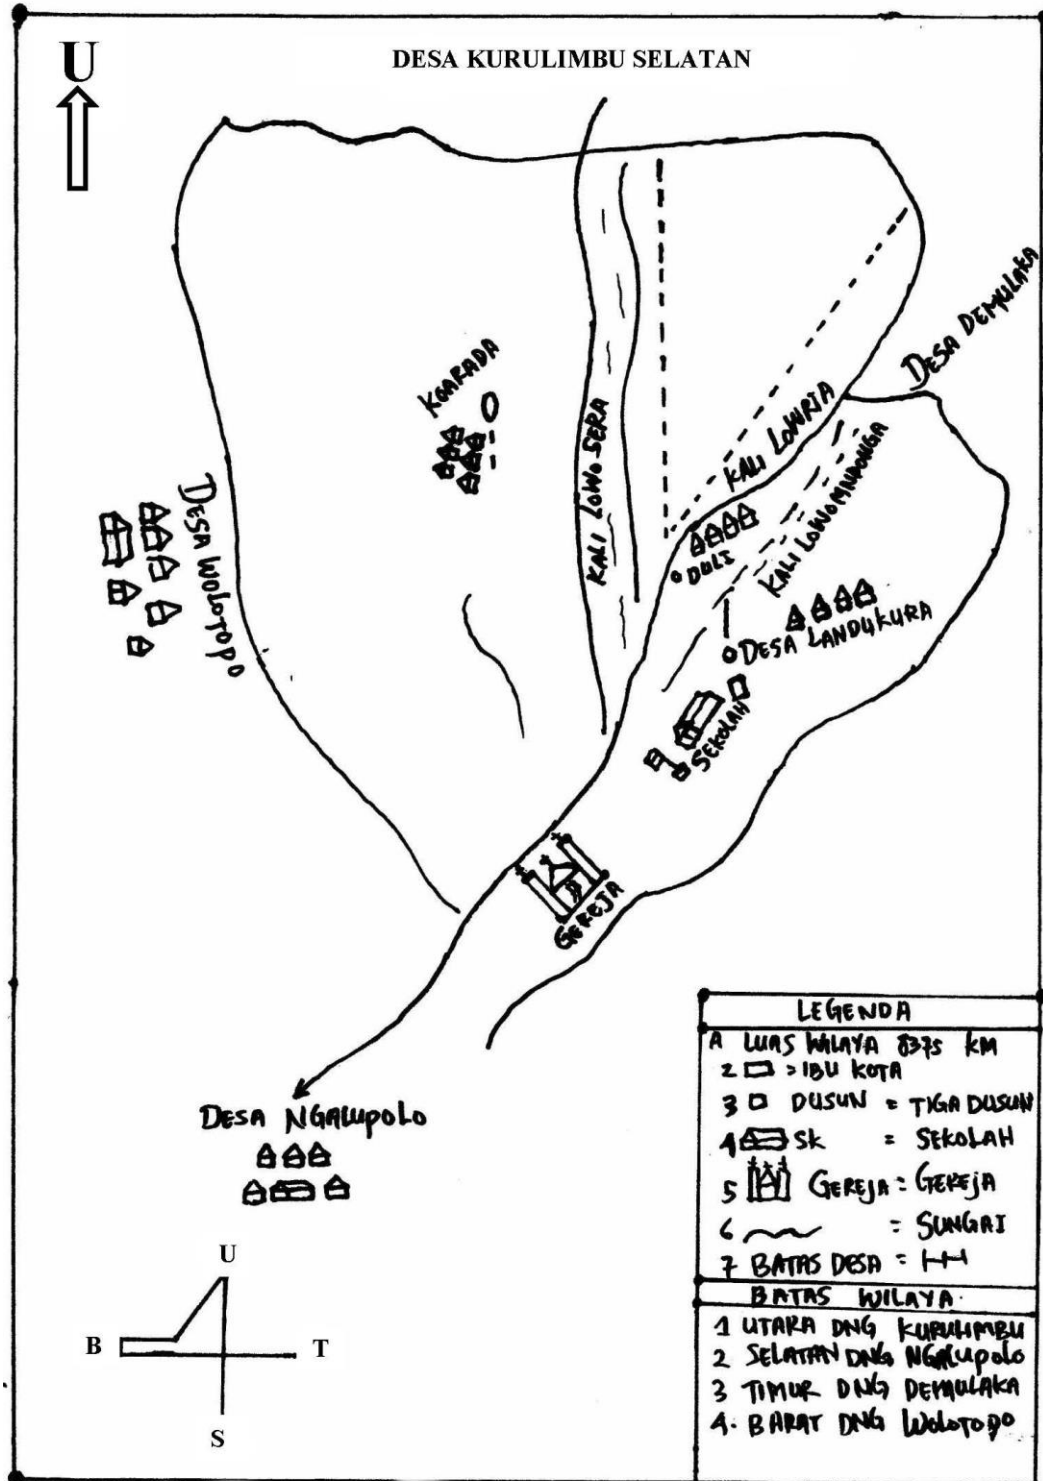 U
DESA KURULIMBU SELATAN
DESA DEMULAKA
KOARADA
KALI LOWO SERA
KALI LOWRIA
KALI LOWOMNDONGA
DULI
DESA WOLOTOPO
DESA LANDUKURA
SEKOLAH
GEREJA
DESA NGALUPOLO
LEGENDA
A LUAS WILAYA 8375 KM
2 = IBU KOTA
3 DUSUN = TIGA DUSUN
4 SK = SEKOLAH
5 GEREJA = GEREJA
6 = SUNGAI
7 BATAS DESA =
BATAS WILAYA
1 UTARA DNG KURULIMBU
2 SELATAN DNG NGALUPOLO
3 TIMUR DNG DEMULAKA
4. BARAT DNG WOLOTOPO
U
B T
S